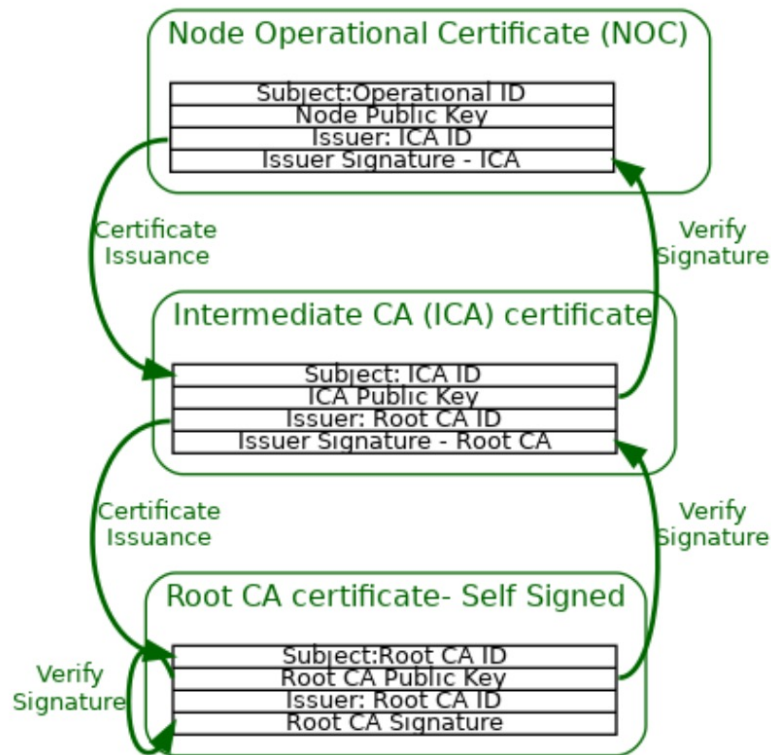 Node Operational Certificate (NOC)
Subject:Operational ID
Node Public Key
Issuer: ICA ID
Issuer Signature - ICA
Certificate
Issuance
Verify
Signature
Intermediate CA (ICA) certificate
Subject: ICA ID
ICA Public Key
Issuer: Root CA ID
Issuer Signature - Root CA
Certificate
Issuance
Verify
Signature
Root CA certificate- Self Signed
Subject:Root CA ID
Root CA Public Key
Issuer: Root CA ID
Root CA Signature
Verify
Signature